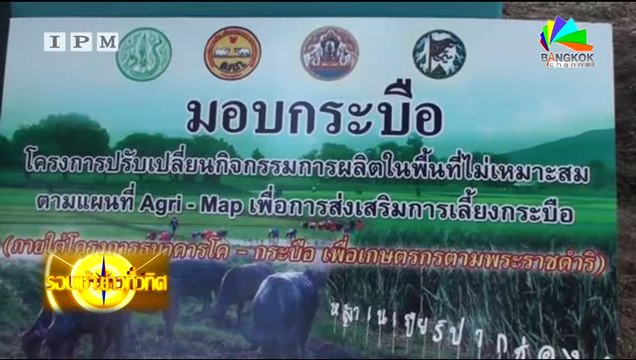 IPM
BANGKOK
channel
มอบกระบือ
โครงการปรับเปลี่ยนกิจกรรมการผลิตในพื้นที่ไม่เหมาะสม
ตามแผนที่ Agri - Map เพื่อการส่งเสริมการเลี้ยงกระบือ
(ภายใต้โครงการธนาคารโค - กระบือ เพื่อเกษตรกรตามพระราชดำริ)